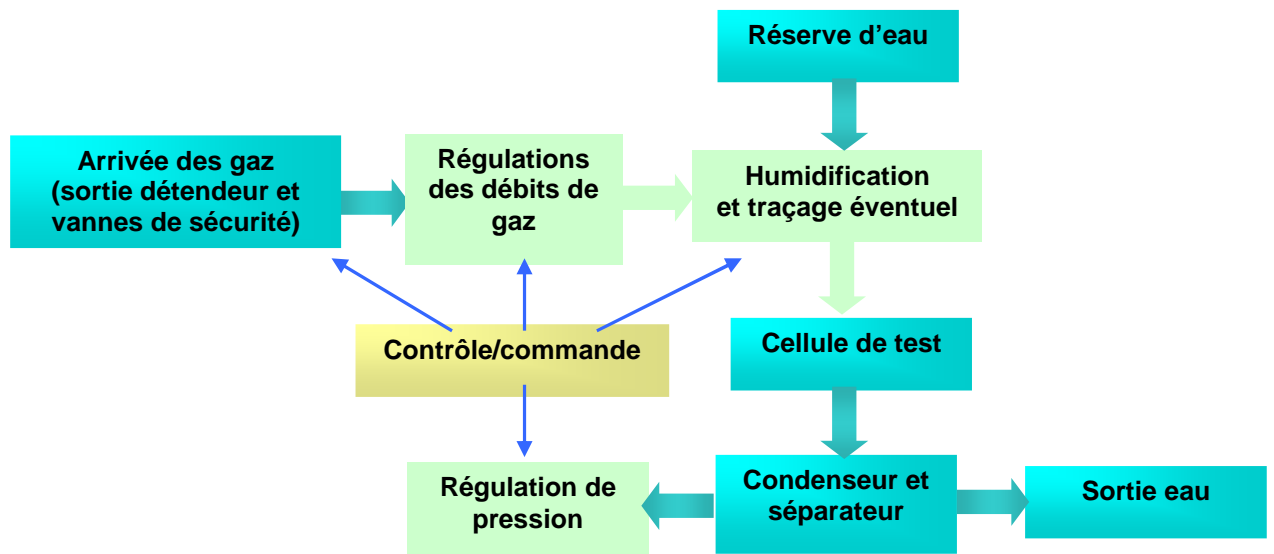 Réserve d’eau
Arrivée des gaz
(sortie détendeur et
vannes de sécurité)
Régulations
des débits de
gaz
Humidification
et traçage éventuel
Contrôle/commande
Cellule de test
Régulation de
pression
Condenseur et
séparateur
Sortie eau